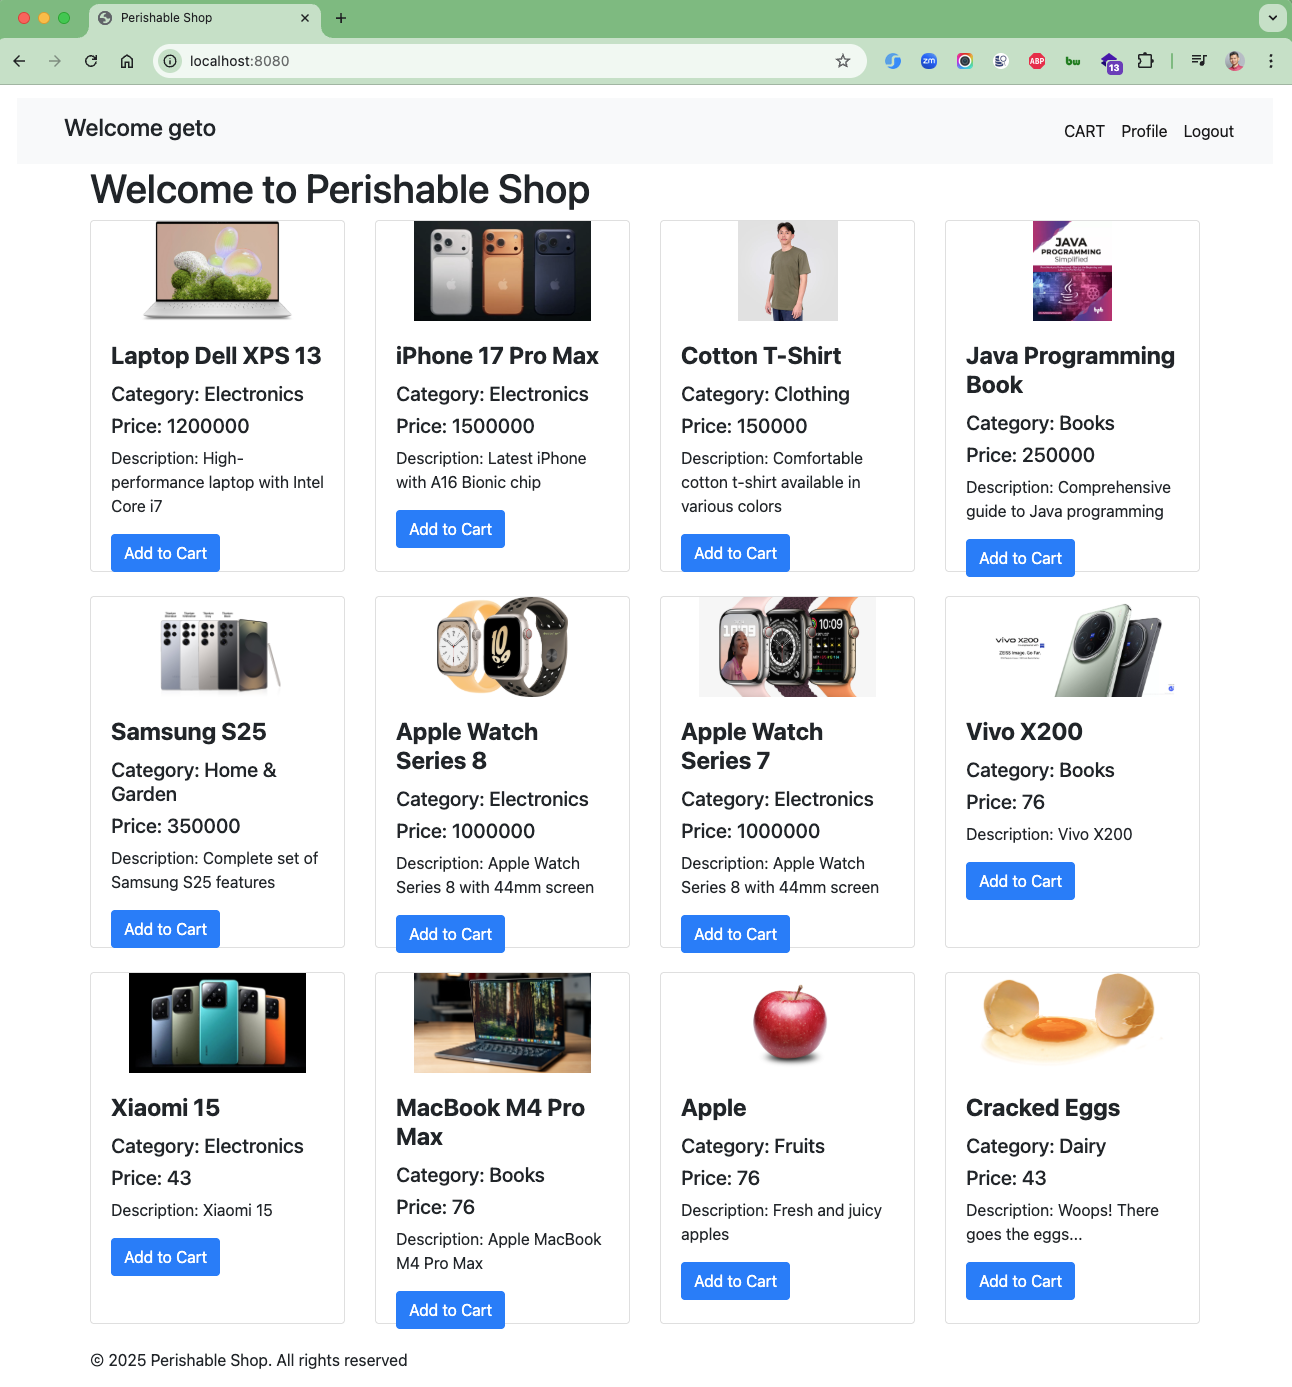 Perishable Shop
localhost:8080
zm
ABP
bw
13
Welcome geto
CART Profile Logout
Welcome to Perishable Shop
JAVA
PROGRAMMING
Simplified
Laptop Dell XPS 13
Category: Electronics
Price: 1200000
Description: High-
performance laptop with Intel
Core i7
Add to Cart
iPhone 17 Pro Max
Category: Electronics
Price: 1500000
Description: Latest iPhone
with A16 Bionic chip
Add to Cart
Cotton T-Shirt
Category: Clothing
Price: 150000
Description: Comfortable
cotton t-shirt available in
various colors
Add to Cart
Java Programming
Book
Category: Books
Price: 250000
Description: Comprehensive
guide to Java programming
Add to Cart
Samsung S25
Category: Home &
Garden
Price: 350000
Description: Complete set of
Samsung S25 features
Add to Cart
10
Apple Watch
Series 8
Category: Electronics
Price: 1000000
Description: Apple Watch
Series 8 with 44mm screen
Add to Cart
10:09
10:09
Apple Watch
Series 7
Category: Electronics
Price: 1000000
Description: Apple Watch
Series 8 with 44mm screen
Add to Cart
vivo X200
ZEISS Image. Go Far.
Vivo X200
Category: Books
Price: 76
Description: Vivo X200
Add to Cart
Xiaomi 15
Category: Electronics
Price: 43
Description: Xiaomi 15
Add to Cart
MacBook M4 Pro
Max
Category: Books
Price: 76
Description: Apple MacBook
M4 Pro Max
Add to Cart
Apple
Category: Fruits
Price: 76
Description: Fresh and juicy
apples
Add to Cart
Cracked Eggs
Category: Dairy
Price: 43
Description: Woops! There
goes the eggs...
Add to Cart
© 2025 Perishable Shop. All rights reserved